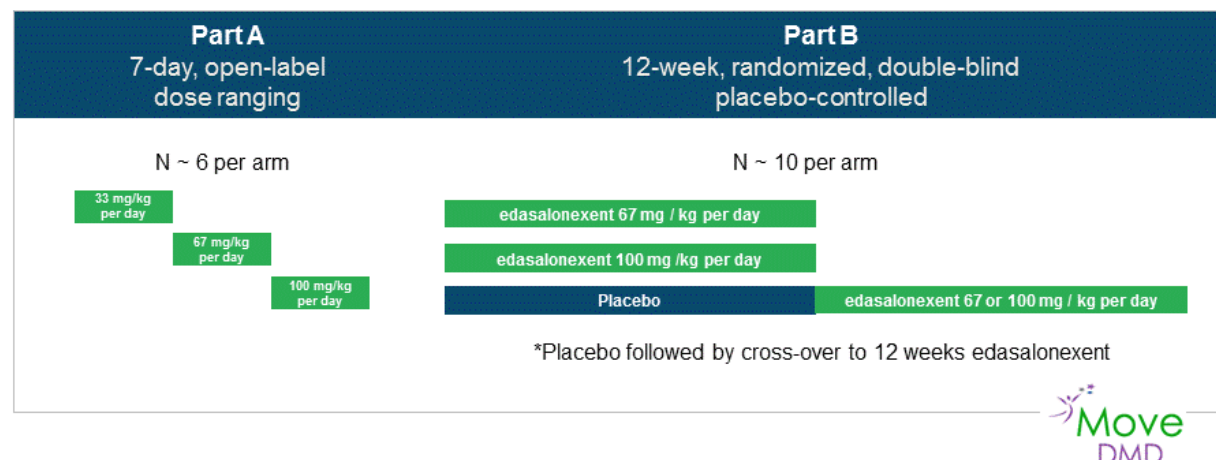 Part A
7-day, open-label
dose ranging
Part B
12-week, randomized, double-blind
placebo-controlled
N ~ 6 per arm
33 mg/kg
per day
67 mg/kg
per day
100 mg/kg
per day
N ~ 10 per arm
edasalonexent 67 mg / kg per day
edasalonexent 100 mg /kg per day
Placebo
edasalonexent 67 or 100 mg / kg per day
*Placebo followed by cross-over to 12 weeks edasalonexent
Move
DMD